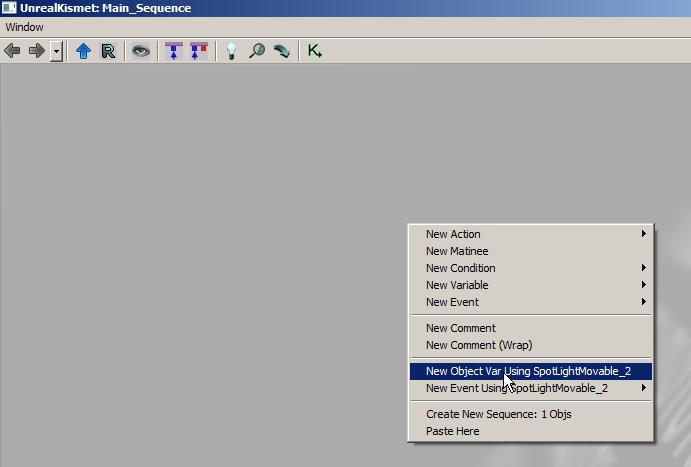 UnrealKismet: Main_Sequence
Window
R
K
New Action
New Matinee
New Condition
New Variable
New Event
New Comment
New Comment (Wrap)
New Object Var Using SpotLightMovable_2
New Event Using SpotLightMovable_2
Create New Sequence: 1 Objs
Paste Here